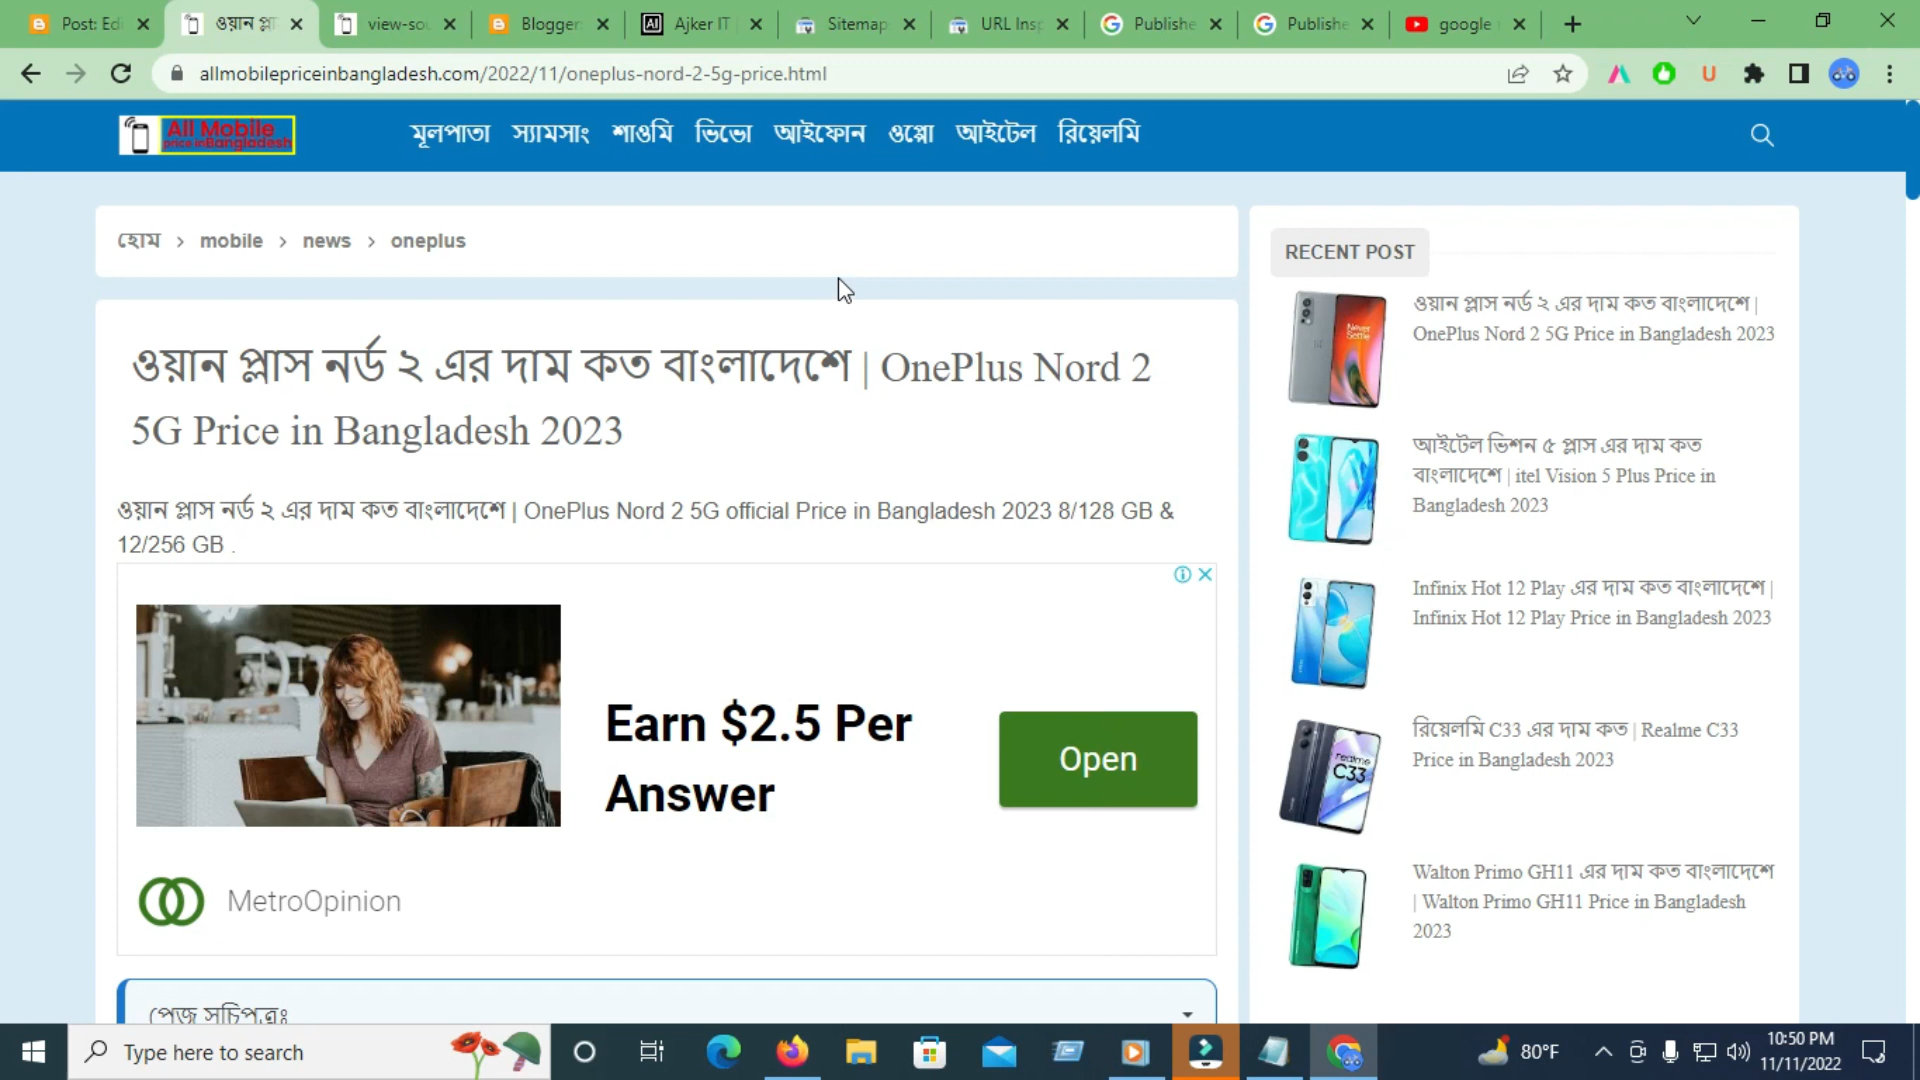 Post: Edi
ওয়ান প্লা
view-sou
Blogger:
Ajker IT
Sitemap
URL Insp
Publishe
Publishe
google
allmobilepriceinbangladesh.com/2022/11/oneplus-nord-2-5g-price.html
All Mobile
price in Bangladesh
মূলপাতা স্যামসাং শাওমি ভিভো আইফোন ওপ্পো আইটেল রিয়েলমি
হোম > mobile > news > oneplus
ওয়ান প্লাস নর্ড ২ এর দাম কত বাংলাদেশে | OnePlus Nord 2
5G Price in Bangladesh 2023
ওয়ান প্লাস নর্ড ২ এর দাম কত বাংলাদেশে | OnePlus Nord 2 5G official Price in Bangladesh 2023 8/128 GB &
12/256 GB .
Earn $2.5 Per
Answer
Open
MetroOpinion
পেজ সূচিপত্রঃ
RECENT POST
ওয়ান প্লাস নর্ড ২ এর দাম কত বাংলাদেশে |
OnePlus Nord 2 5G Price in Bangladesh 2023
আইটেল ভিশন ৫ প্লাস এর দাম কত
বাংলাদেশে | itel Vision 5 Plus Price in
Bangladesh 2023
Infinix Hot 12 Play এর দাম কত বাংলাদেশে |
Infinix Hot 12 Play Price in Bangladesh 2023
রিয়েলমি C33 এর দাম কত | Realme C33
Price in Bangladesh 2023
Walton Primo GH11 এর দাম কত বাংলাদেশে
| Walton Primo GH11 Price in Bangladesh
2023
Never
Settle
realme
C33
Type here to search
80°F
10:50 PM
11/11/2022